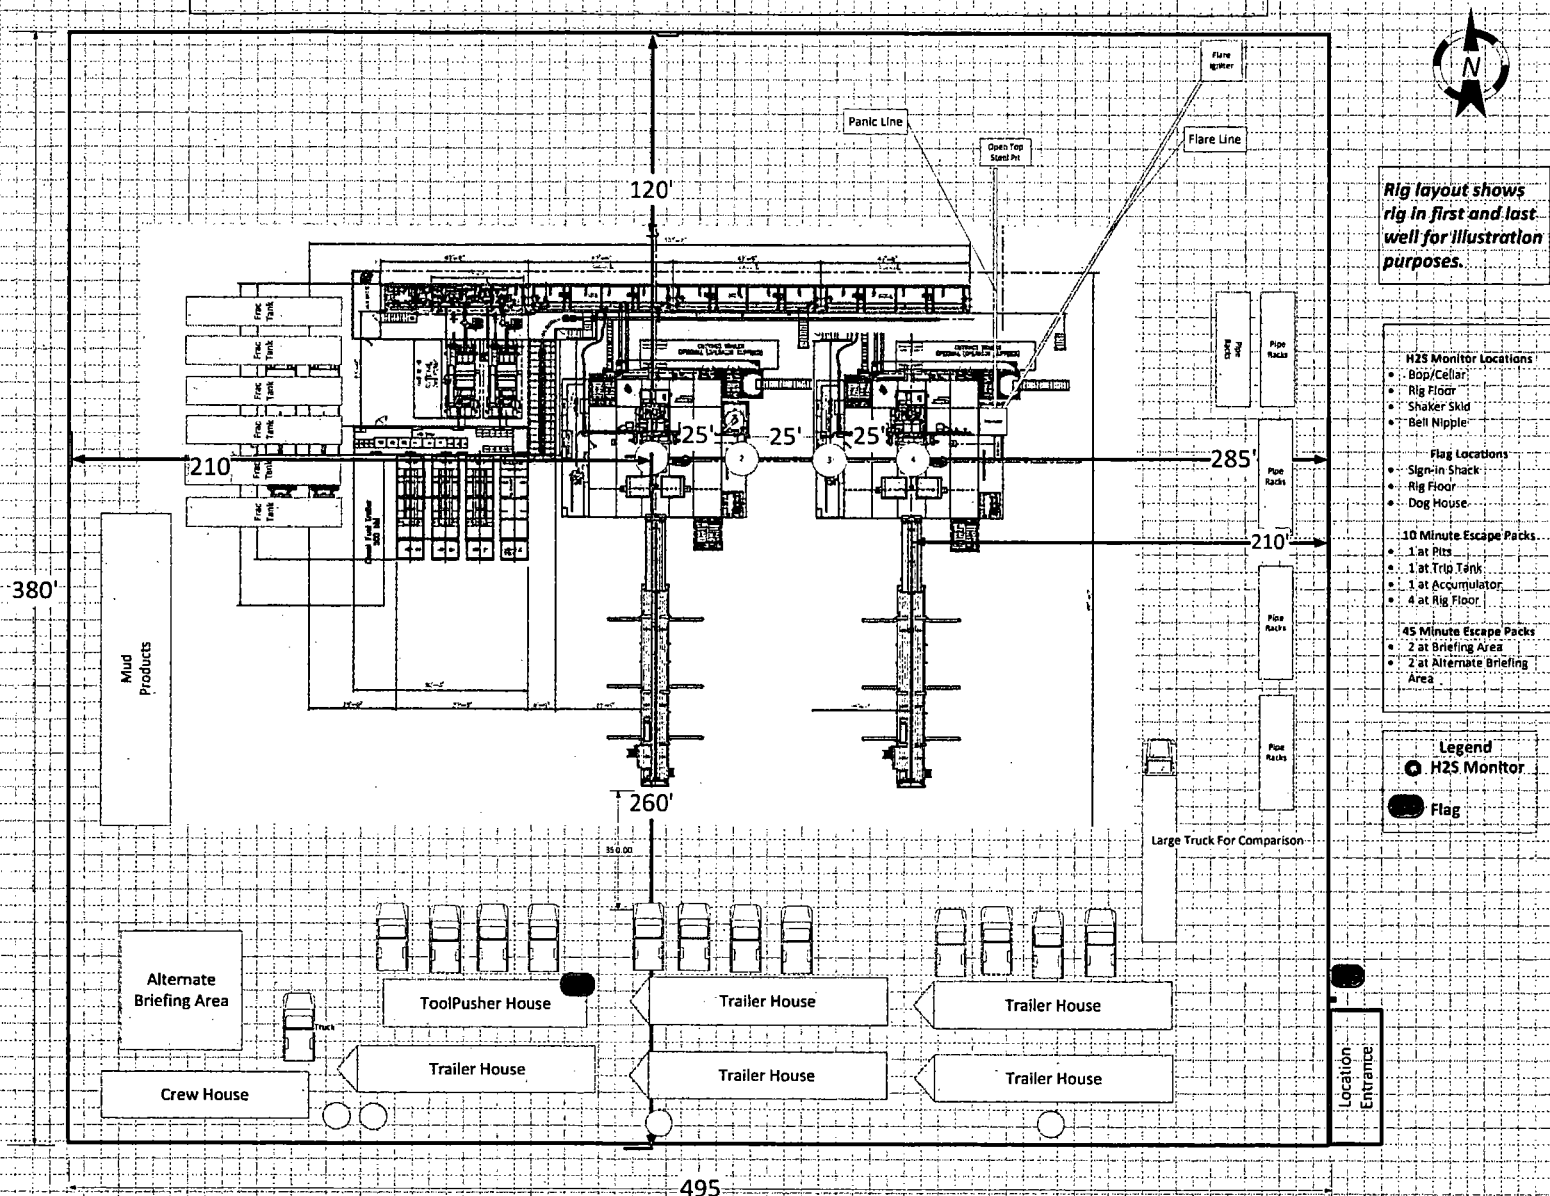 Flare
Igniter
N
Panic Line
Open Top
Steel Pit
Flare Line
120'
Rig layout shows
rig in first and last
well for illustration
purposes.
Frac
Tank
Frac
Tank
Frac
Tank
Frac
Tank
Frac
Tank
Frac
Tank
Pipe
Racks
Pipe
Racks
H2S Monitor Locations
• Bop/Cellar
• Rig Floor
• Shaker Skid
• Bell Nipple
Flag Locations
• Sign-in Shack
• Rig Floor
• Dog House
10 Minute Escape Packs
• 1 at Pits
• 1 at Trip Tank
• 1 at Accumulator
• 4 at Rig Floor
45 Minute Escape Packs
• 2 at Briefing Area
• 2 at Alternate Briefing
Area
25'
25'
25'
2
3
4
210
285'
Pipe
Racks
210'
380'
Pipe
Racks
Mud
Products
Pipe
Racks
Legend
H2S Monitor
Flag
260'
350.00
Large Truck For Comparison
Alternate
Briefing Area
ToolPusher House
Trailer House
Trailer House
Truck
Trailer House
Trailer House
Trailer House
Crew House
Location
Entrance
495